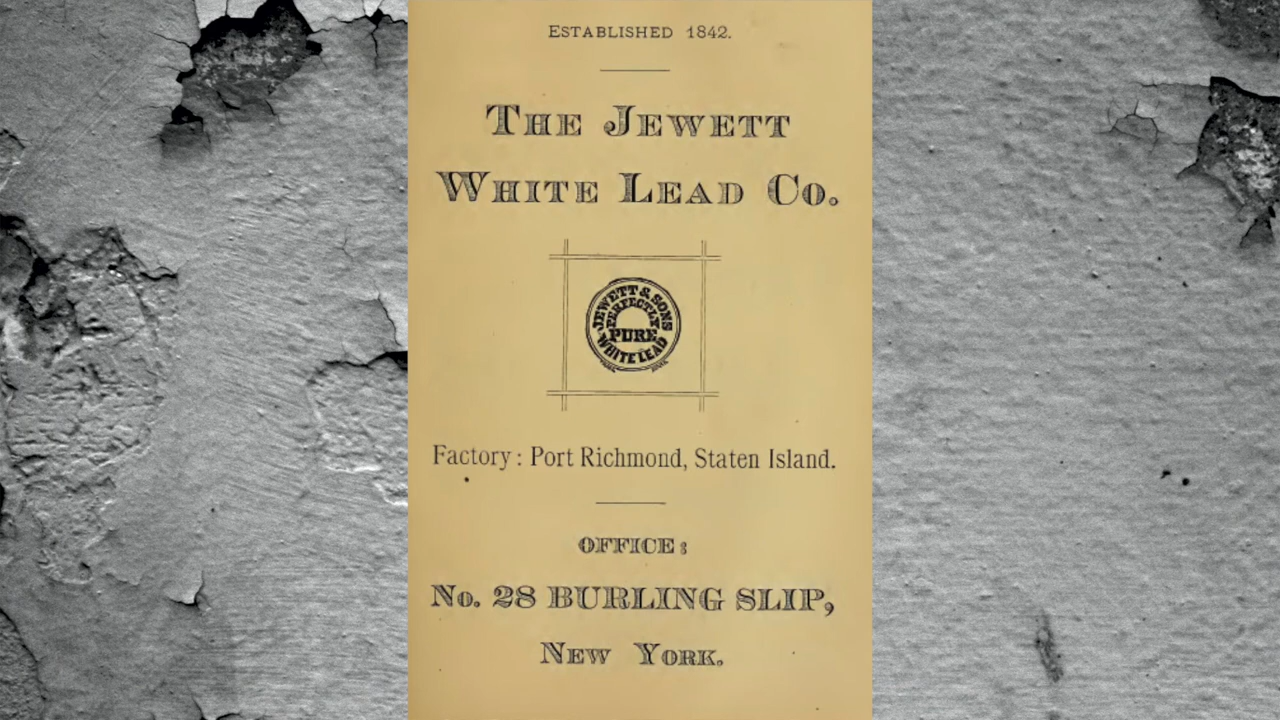 ESTABLISHED 1842.
THE JEWETT
WHITE LEAD CO.
JEWETT & SONS
PERFECTLY
PURE
WHITE LEAD
Factory: Port Richmond, Staten Island.
OFFICE:
No. 28 BURLING SLIP,
NEW YORK.